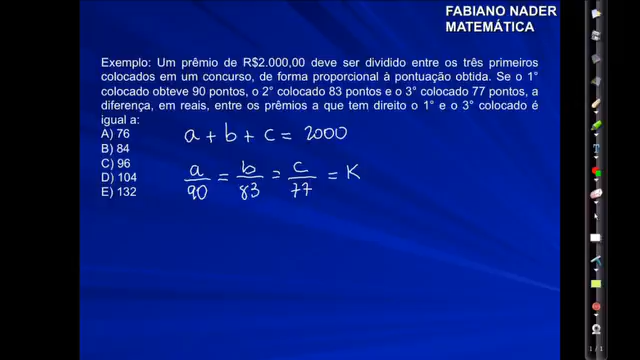 FABIANO NADER
MATEMÁTICA
Exemplo: Um prêmio de R$2.000,00 deve ser dividido entre os três primeiros
colocados em um concurso, de forma proporcional à pontuação obtida. Se o 1°
colocado obteve 90 pontos, o 2° colocado 83 pontos e o 3° colocado 77 pontos, a
diferença, em reais, entre os prêmios a que tem direito o 1° e o 3° colocado é
igual a:
A) 76
B) 84
C) 96
D) 104
E) 132
a + b + c = 2000
a/90 = b/83 = c/77 = K
1 / 1